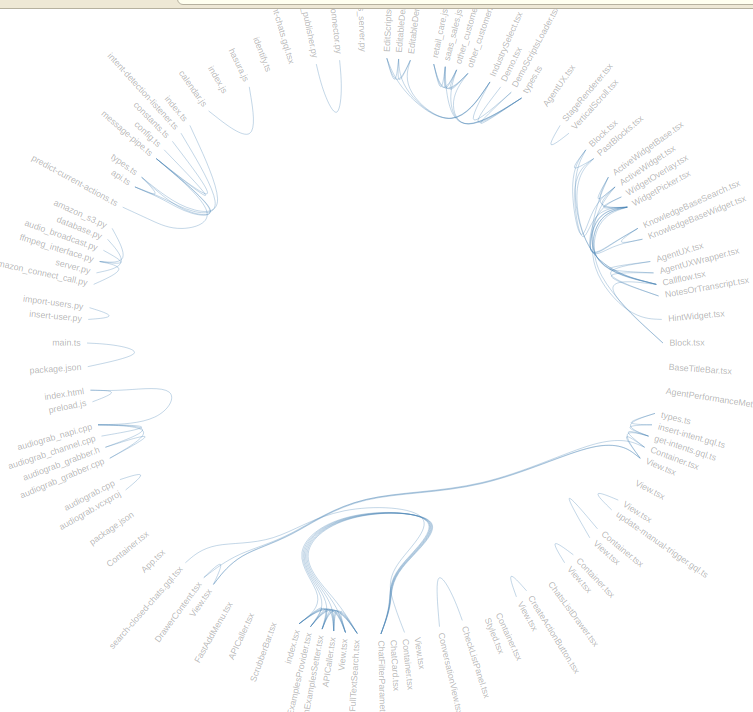 EditScripts
EditableDe
EditableDe
retail_care.js
saas_sales.js
other_custome
other_customer.
IndustrySelect.tsx
Demo.tsx
DemoScriptsLoader.tsx
types.ts
AgentUX.tsx
StageRenderer.tsx
VerticalScroll.tsx
Block.tsx
PastBlocks.tsx
ActiveWidgetBase.tsx
ActiveWidget.tsx
WidgetOverlay.tsx
WidgetPicker.tsx
KnowledgeBaseSearch.tsx
KnowledgeBaseWidget.tsx
AgentUX.tsx
AgentUXWrapper.tsx
Callflow.tsx
NotesOrTranscript.tsx
HintWidget.tsx
Block.tsx
BaseTitleBar.tsx
AgentPerformanceMet
types.ts
insert-intent.gql.ts
get-intents.gql.ts
Container.tsx
View.tsx
View.tsx
View.tsx
update-manual-trigger.gql.ts
Container.tsx
View.tsx
Container.tsx
View.tsx
ChatsListDrawer.tsx
CreateActionButton.tsx
View.tsx
Container.tsx
Styled.tsx
CheckListPanel.tsx
ConversationView.tsx
View.tsx
Container.tsx
ChatCard.tsx
ChatFilterParamet
FullTextSearch.tsx
View.tsx
APICaller.tsx
nExamplesSetter.tsx
ExamplesProvider.tsx
index.tsx
ScrubberBar.tsx
APICaller.tsx
FastAddMenu.tsx
View.tsx
DrawerContent.tsx
search-closed-chats.gql.tsx
App.tsx
Container.tsx
package.json
audiograb.vcxproj
audiograb.cpp
audiograb_grabber.cpp
audiograb_grabber.h
audiograb_channel.cpp
audiograb_napi.cpp
preload.js
index.html
package.json
main.ts
insert-user.py
import-users.py
mazon_connect_call.py
server.py
ffmpeg_interface.py
audio_broadcast.py
database.py
amazon_s3.py
predict-current-actions.ts
api.ts
types.ts
message-pipe.ts
config.ts
constants.ts
intent-detection-listener.ts
index.ts
calendar.js
index.js
hasura.js
identify.ts
t-chats.gql.tsx
_publisher.py
onnector.py
_server.py